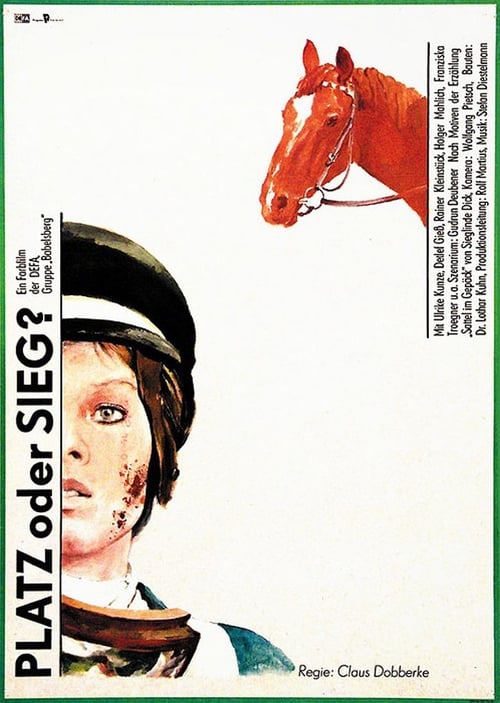 PLATZ oder SIEG?
Ein Farbfilm
der DEFA,
Gruppe „Babelsberg“
Mit Ulrike Kunze, Detlef Gieß, Rainer Kleinstück, Holger Mahlich, Franziska
Troegner u. a. Szenarium: Gudrun Deubener Nach Motiven der Erzählung
„Sattel im Gepäck“ von Sieglinde Dick, Kamera: Wolfgang Pietsch, Bauten:
Dr. Lothar Kuhn, Produktionsleitung: Rolf Martius, Musik: Stefan Diestelmann
Regie: Claus Dobberke